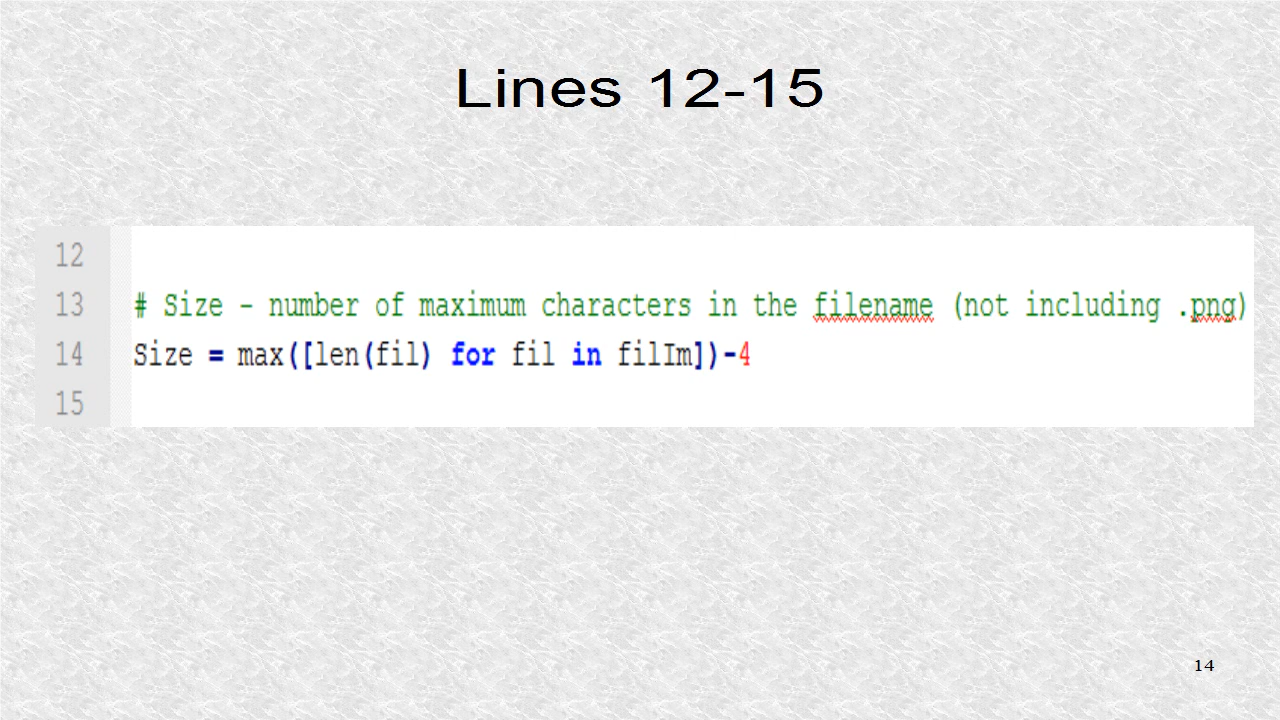 Lines 12-15
12
13 # Size - number of maximum characters in the filename (not including .png)
14 Size = max([len(fil) for fil in filIm])-4
15
14